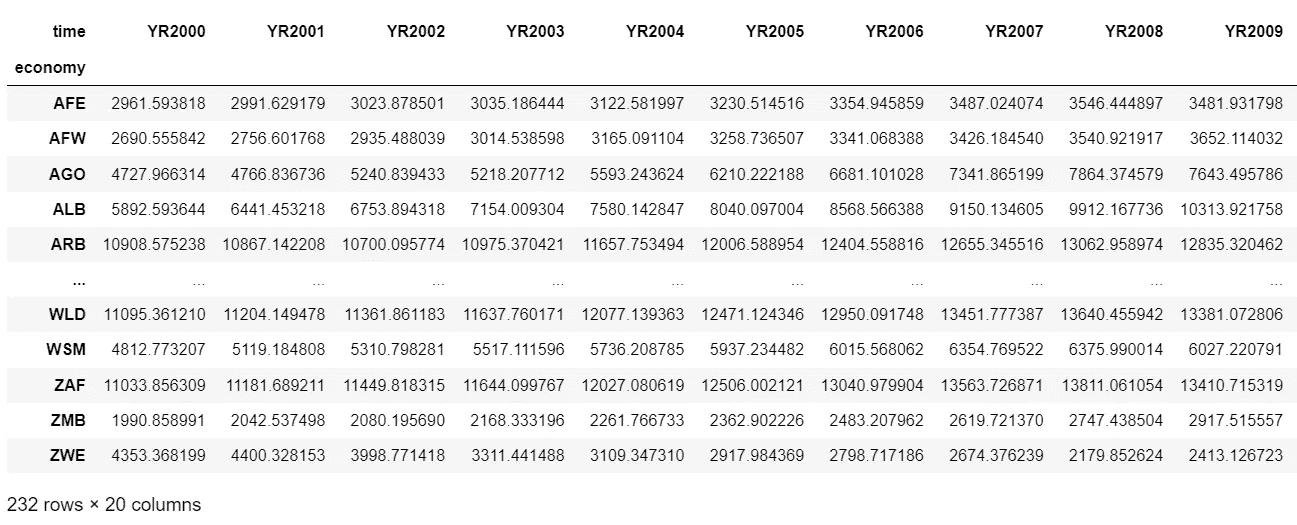 time YR2000 YR2001 YR2002 YR2003 YR2004 YR2005 YR2006 YR2007 YR2008 YR2009
economy
AFE 2961.593818 2991.629179 3023.878501 3035.186444 3122.581997 3230.514516 3354.945859 3487.024074 3546.444897 3481.931798
AFW 2690.555842 2756.601768 2935.488039 3014.538598 3165.091104 3258.736507 3341.068388 3426.184540 3540.921917 3652.114032
AGO 4727.966314 4766.836736 5240.839433 5218.207712 5593.243624 6210.222188 6681.101028 7341.865199 7864.374579 7643.495786
ALB 5892.593644 6441.453218 6753.894318 7154.009304 7580.142847 8040.097004 8568.566388 9150.134605 9912.167736 10313.921758
ARB 10908.575238 10867.142208 10700.095774 10975.370421 11657.753494 12006.588954 12404.558816 12655.345516 13062.958974 12835.320462
... ... ... ... ... ... ... ... ... ... ...
WLD 11095.361210 11204.149478 11361.861183 11637.760171 12077.139363 12471.124346 12950.091748 13451.777387 13640.455942 13381.072806
WSM 4812.773207 5119.184808 5310.798281 5517.111596 5736.208785 5937.234482 6015.568062 6354.769522 6375.990014 6027.220791
ZAF 11033.856309 11181.689211 11449.818315 11644.099767 12027.080619 12506.002121 13040.979904 13563.726871 13811.061054 13410.715319
ZMB 1990.858991 2042.537498 2080.195690 2168.333196 2261.766733 2362.902226 2483.207962 2619.721370 2747.438504 2917.515557
ZWE 4353.368199 4400.328153 3998.771418 3311.441488 3109.347310 2917.984369 2798.717186 2674.376239 2179.852624 2413.126723
232 rows × 20 columns